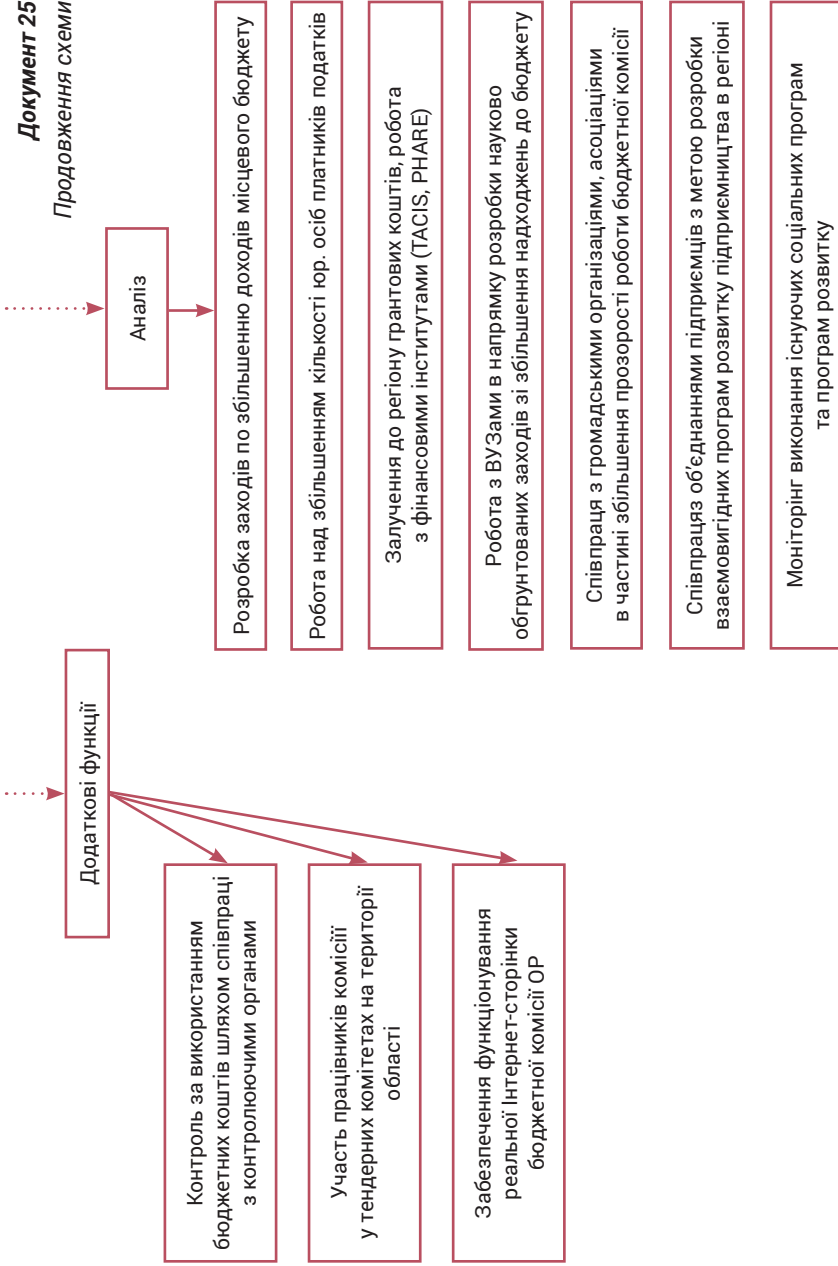 Документ 25
Продовження схеми
Додаткові функції
Контроль за використанням
бюджетних коштів шляхом співпраці
з контролюючими органами
Участь працівників комісіїї
у тендерних комітетах на території
області
Забезпечення функціонування
реальної Інтернет-сторінки
бюджетної комісії ОР
Аналіз
Розробка заходів по збільшенню доходів місцевого бюджету
Робота над збільшенням кількості юр. осіб платників податків
Залучення до регіону грантових коштів, робота
з фінансовими інститутами (TACIS, PHARE)
Робота з ВУЗами в напрямку розробки науково
обгрунтованих заходів зі збільшення надходжень до бюджету
Співпраця з громадськими організаціями, асоціаціями
в частині збільшення прозорості роботи бюджетної комісії
Співпрацяз об’єднаннями підприємців з метою розробки
взаємовигідних програм розвитку підприємництва в регіоні
Моніторінг виконання існуючих соціальних програм
та програм розвитку